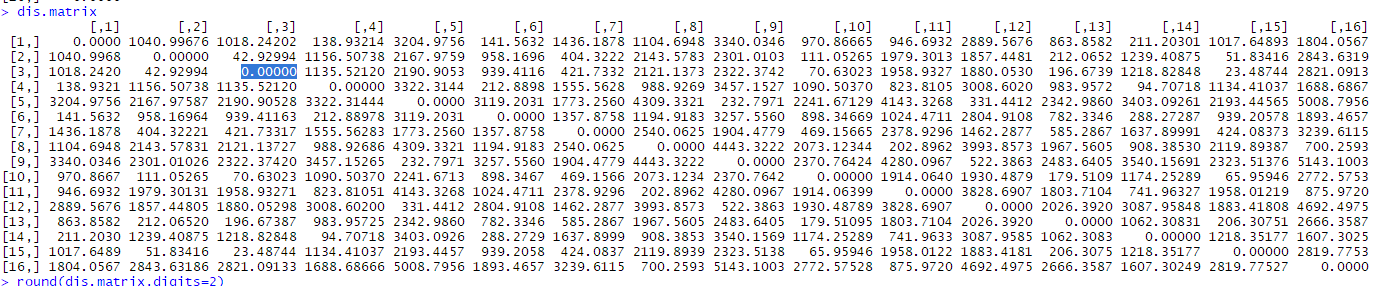 > dis.matrix
[,1] [,2] [,3] [,4] [,5] [,6] [,7] [,8] [,9] [,10] [,11] [,12] [,13] [,14] [,15] [,16]
[1,] 0.0000 1040.99676 1018.24202 138.93214 3204.9756 141.5632 1436.1878 1104.6948 3340.0346 970.86665 946.6932 2889.5676 863.8582 211.20301 1017.64893 1804.0567
[2,] 1040.9968 0.00000 42.92994 1156.50738 2167.9759 958.1696 404.3222 2143.5783 2301.0103 111.05265 1979.3013 1857.4481 212.0652 1239.40875 51.83416 2843.6319
[3,] 1018.2420 42.92994 0.00000 1135.52120 2190.9053 939.4116 421.7332 2121.1373 2322.3742 70.63023 1958.9327 1880.0530 196.6739 1218.82848 23.48744 2821.0913
[4,] 138.9321 1156.50738 1135.52120 0.00000 3322.3144 212.8898 1555.5628 988.9269 3457.1527 1090.50370 823.8105 3008.6020 983.9572 94.70718 1134.41037 1688.6867
[5,] 3204.9756 2167.97587 2190.90528 3322.31444 0.0000 3119.2031 1773.2560 4309.3321 232.7971 2241.67129 4143.3268 331.4412 2342.9860 3403.09261 2193.44565 5008.7956
[6,] 141.5632 958.16964 939.41163 212.88978 3119.2031 0.0000 1357.8758 1194.9183 3257.5560 898.34669 1024.4711 2804.9108 782.3346 288.27287 939.20578 1893.4657
[7,] 1436.1878 404.32221 421.73317 1555.56283 1773.2560 1357.8758 0.0000 2540.0625 1904.4779 469.15665 2378.9296 1462.2877 585.2867 1637.89991 424.08373 3239.6115
[8,] 1104.6948 2143.57831 2121.13727 988.92686 4309.3321 1194.9183 2540.0625 0.0000 4443.3222 2073.12344 202.8962 3993.8573 1967.5605 908.38530 2119.89387 700.2593
[9,] 3340.0346 2301.01026 2322.37420 3457.15265 232.7971 3257.5560 1904.4779 4443.3222 0.0000 2370.76424 4280.0967 522.3863 2483.6405 3540.15691 2323.51376 5143.1003
[10,] 970.8667 111.05265 70.63023 1090.50370 2241.6713 898.3467 469.1566 2073.1234 2370.7642 0.00000 1914.0640 1930.4879 179.5109 1174.25289 65.95946 2772.5753
[11,] 946.6932 1979.30131 1958.93271 823.81051 4143.3268 1024.4711 2378.9296 202.8962 4280.0967 1914.06399 0.0000 3828.6907 1803.7104 741.96327 1958.01219 875.9720
[12,] 2889.5676 1857.44805 1880.05298 3008.60200 331.4412 2804.9108 1462.2877 3993.8573 522.3863 1930.48789 3828.6907 0.0000 2026.3920 3087.95848 1883.41808 4692.4975
[13,] 863.8582 212.06520 196.67387 983.95725 2342.9860 782.3346 585.2867 1967.5605 2483.6405 179.51095 1803.7104 2026.3920 0.0000 1062.30831 206.30751 2666.3587
[14,] 211.2030 1239.40875 1218.82848 94.70718 3403.0926 288.2729 1637.8999 908.3853 3540.1569 1174.25289 741.9633 3087.9585 1062.3083 0.00000 1218.35177 1607.3025
[15,] 1017.6489 51.83416 23.48744 1134.41037 2193.4457 939.2058 424.0837 2119.8939 2323.5138 65.95946 1958.0122 1883.4181 206.3075 1218.35177 0.00000 2819.7753
[16,] 1804.0567 2843.63186 2821.09133 1688.68666 5008.7956 1893.4657 3239.6115 700.2593 5143.1003 2772.57528 875.9720 4692.4975 2666.3587 1607.30249 2819.77527 0.0000
> round(dis.matrix,digits=2)